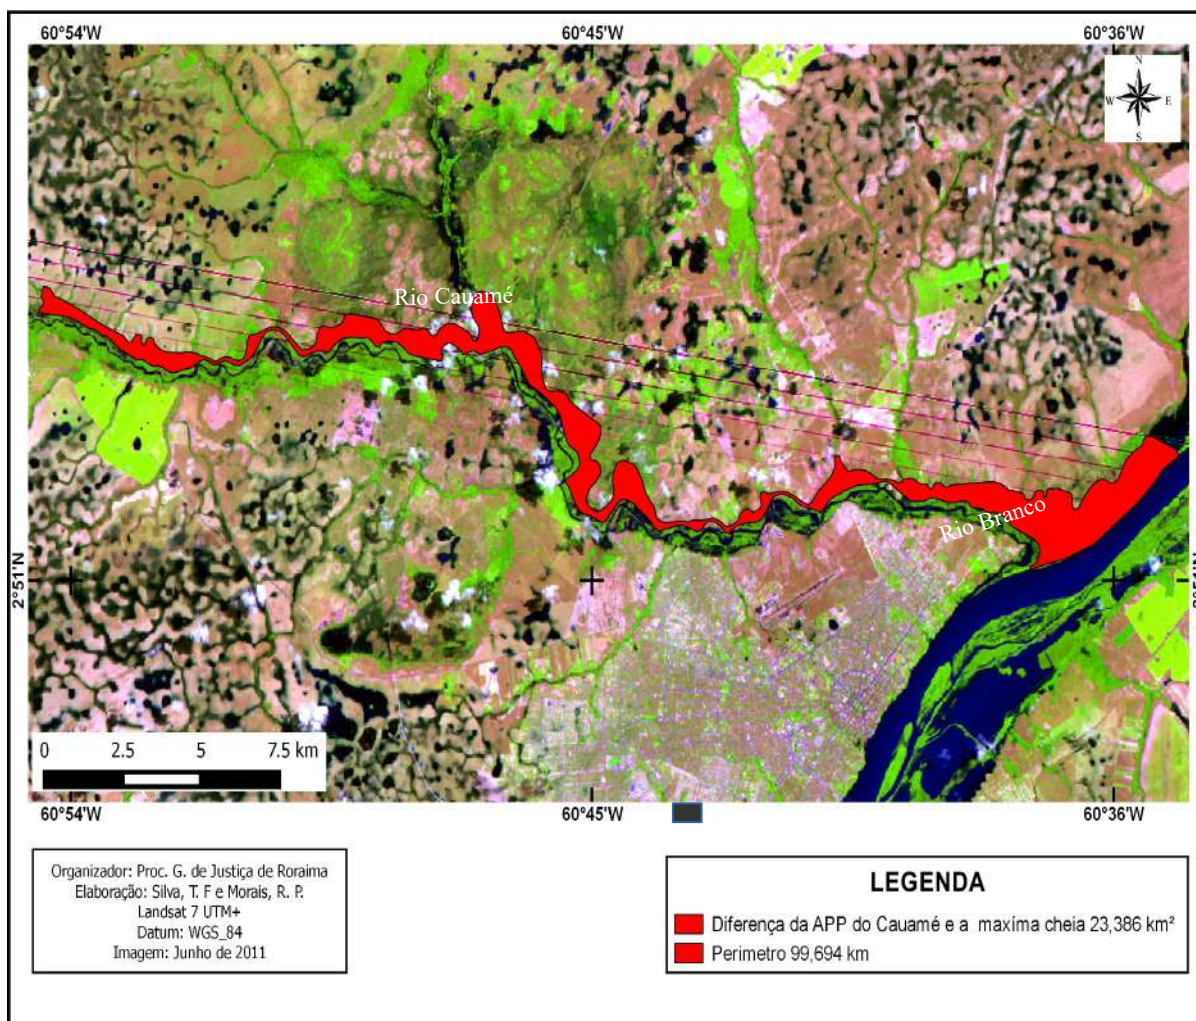 60°54'W
60°45'W
60°36'W
N
W E
S
Rio Cauamé
Rio Branco
2°51'N
2°51'N
0 2.5 5 7.5 km
60°54'W
60°45'W
60°36'W
Organizador: Proc. G. de Justiça de Roraima
Elaboração: Silva, T. F e Morais, R. P.
Landsat 7 UTM+
Datum: WGS_84
Imagem: Junho de 2011
LEGENDA
Diferença da APP do Cauamé e a maxíma cheia 23,386 km²
Perimetro 99,694 km